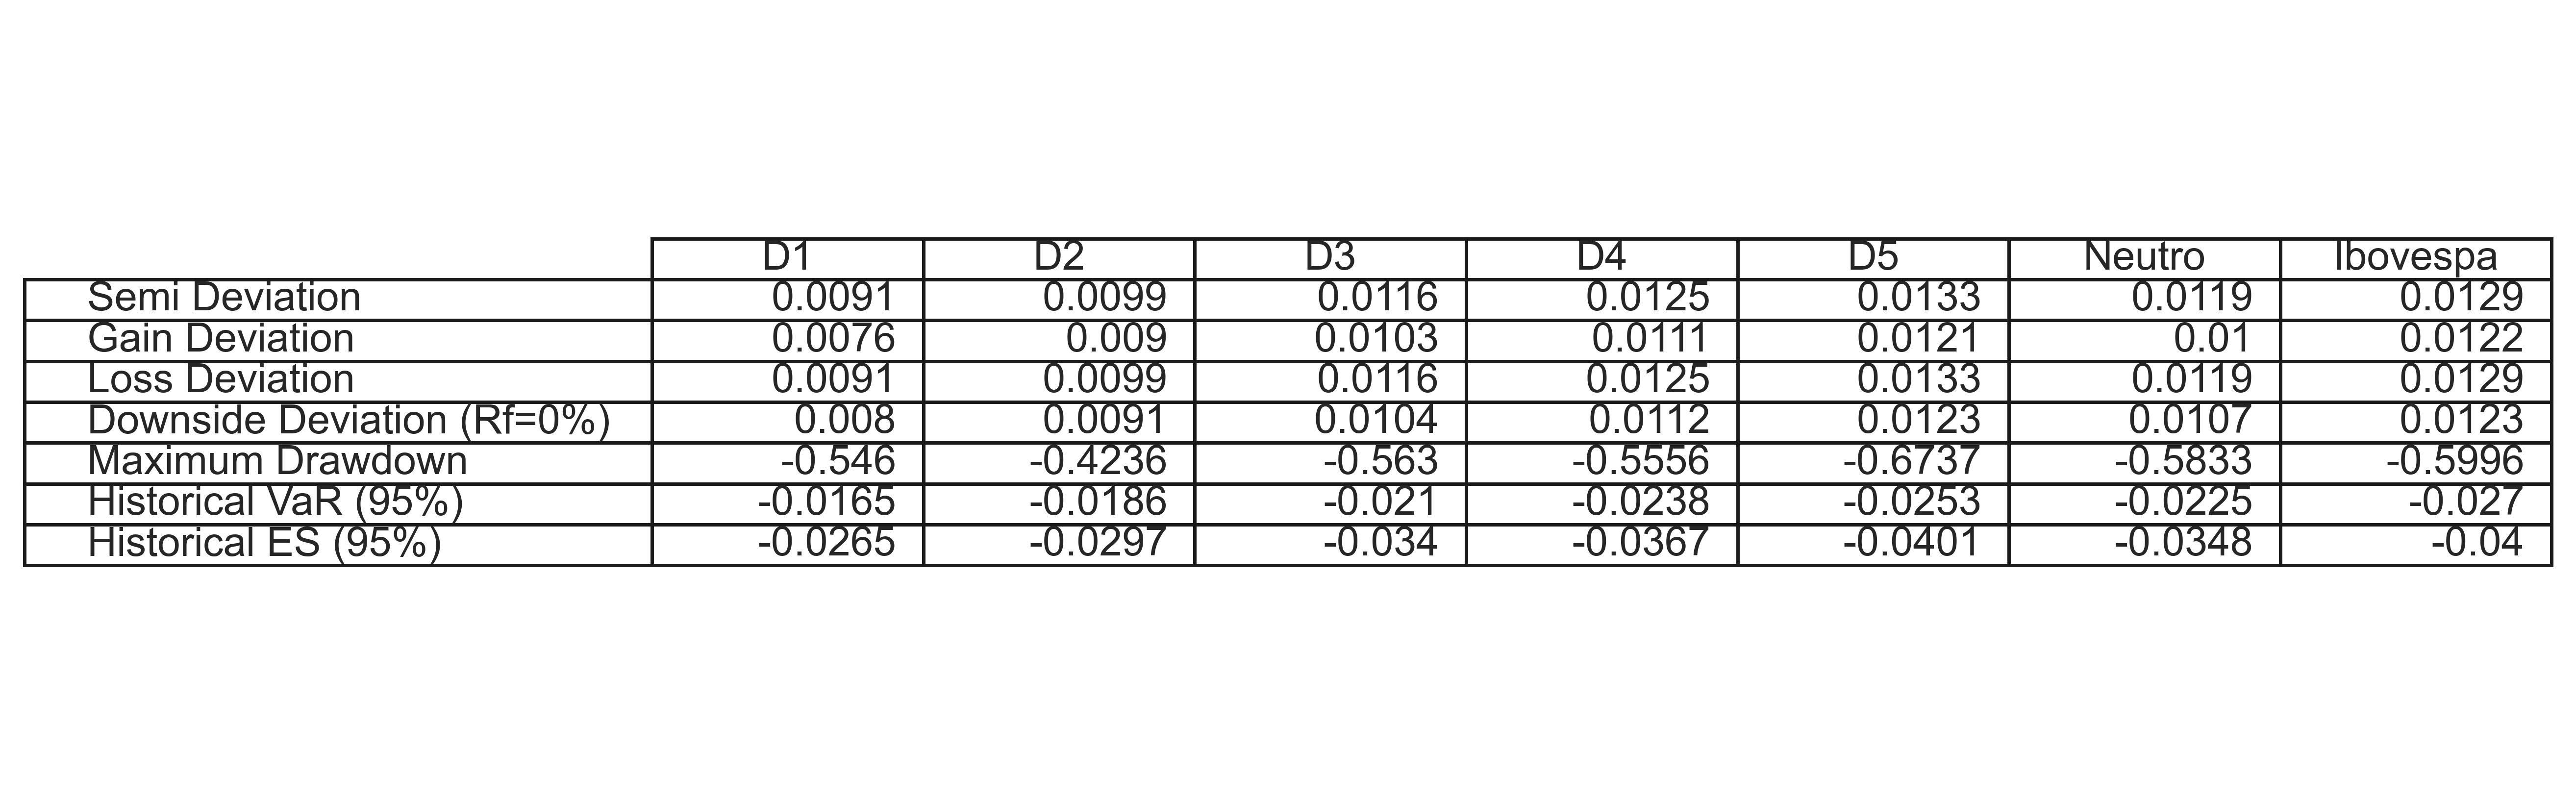 D1 D2 D3 D4 D5 Neutro Ibovespa
Semi Deviation 0.0091 0.0099 0.0116 0.0125 0.0133 0.0119 0.0129
Gain Deviation 0.0076 0.009 0.0103 0.0111 0.0121 0.01 0.0122
Loss Deviation 0.0091 0.0099 0.0116 0.0125 0.0133 0.0119 0.0129
Downside Deviation (Rf=0%) 0.008 0.0091 0.0104 0.0112 0.0123 0.0107 0.0123
Maximum Drawdown -0.546 -0.4236 -0.563 -0.5556 -0.6737 -0.5833 -0.5996
Historical VaR (95%) -0.0165 -0.0186 -0.021 -0.0238 -0.0253 -0.0225 -0.027
Historical ES (95%) -0.0265 -0.0297 -0.034 -0.0367 -0.0401 -0.0348 -0.04